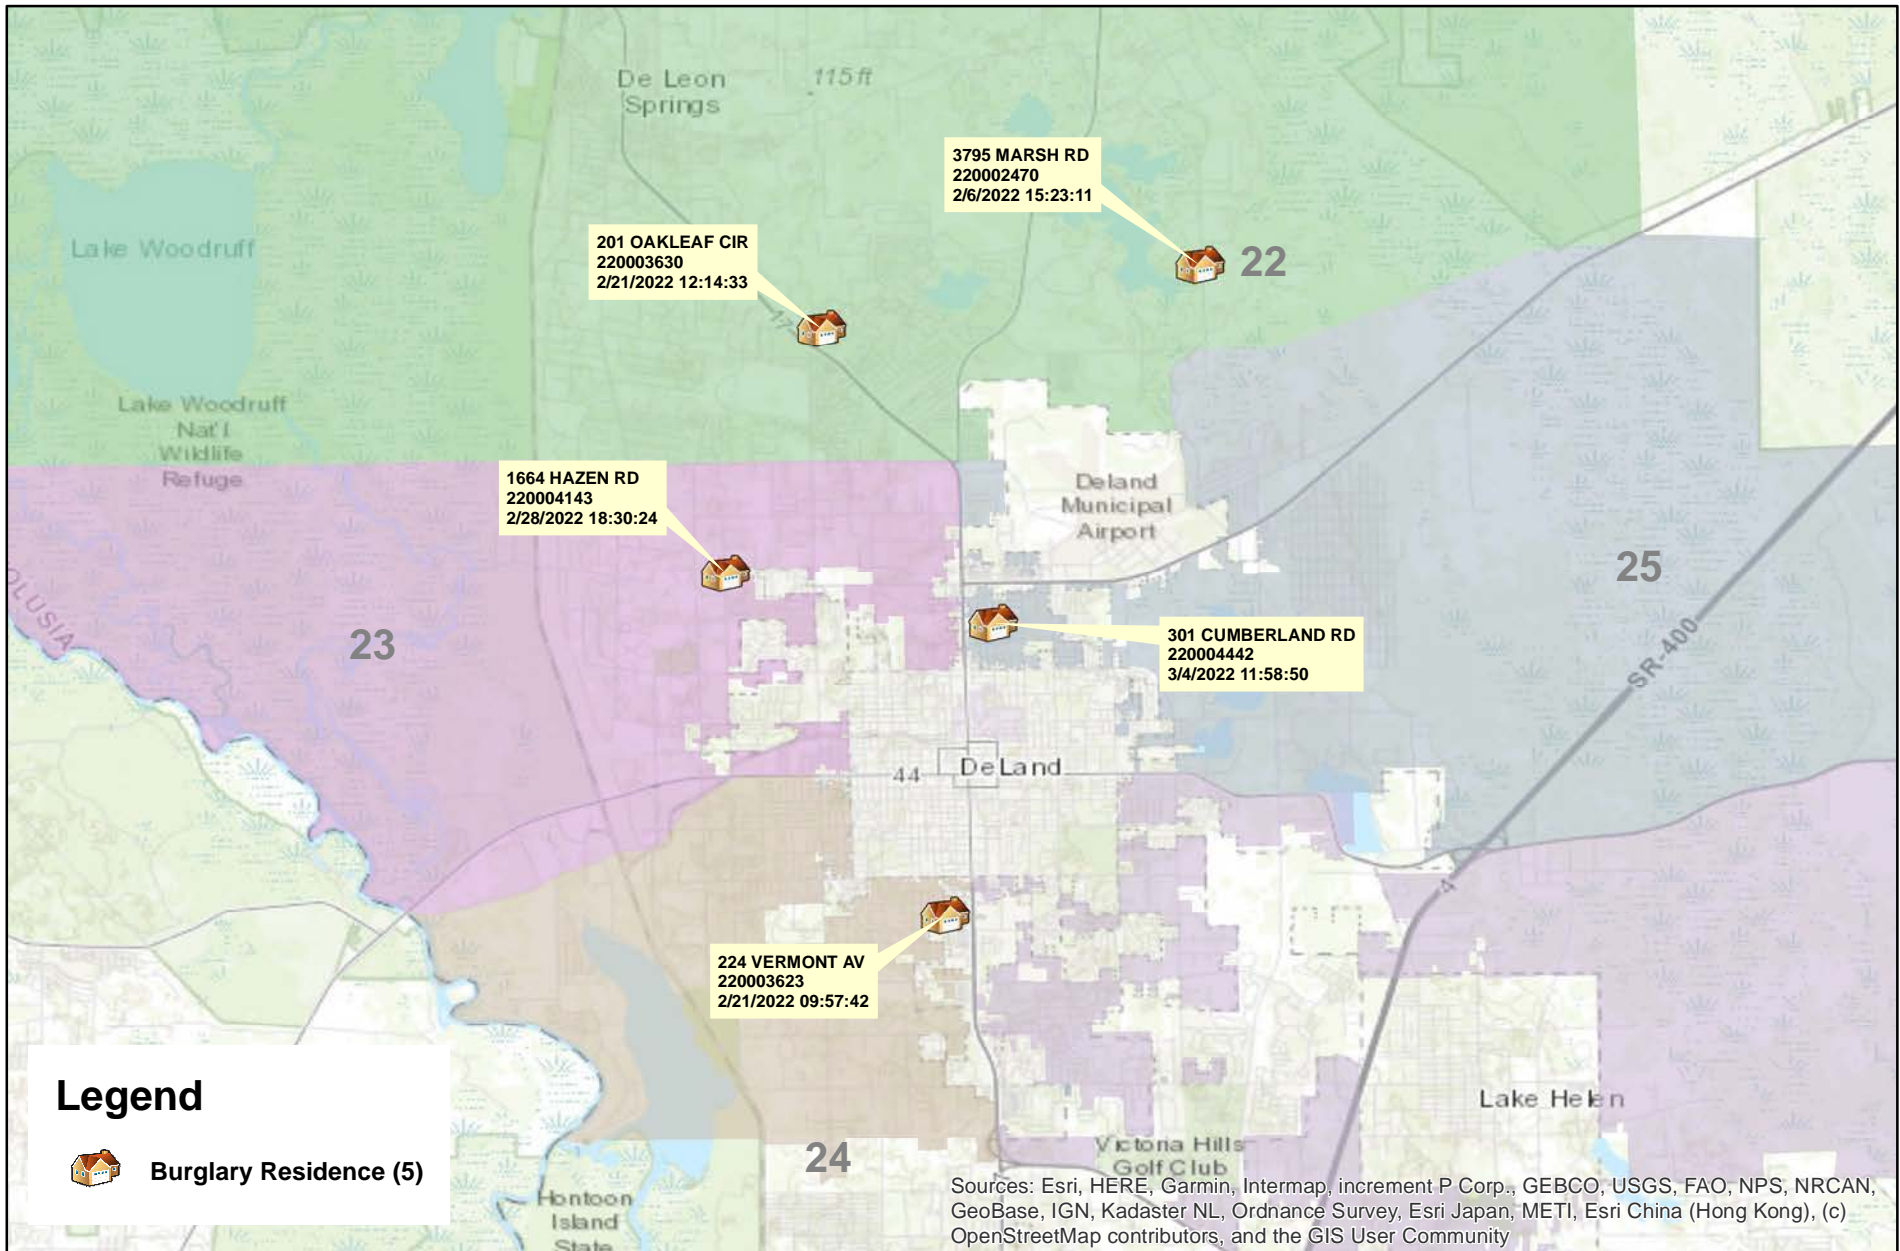 De Leon
Springs
115 ft
3795 MARSH RD
220002470
2/6/2022 15:23:11
201 OAKLEAF CIR
220003630
2/21/2022 12:14:33
22
Lake Woodruff
17
Lake Woodruff
Nat'l
Wildlife
Refuge
1664 HAZEN RD
220004143
2/28/2022 18:30:24
Deland
Municipal
Airport
25
OLUSIA
23
301 CUMBERLAND RD
220004442
3/4/2022 11:58:50
SR-400
44
DeLand
4
224 VERMONT AV
220003623
2/21/2022 09:57:42
Legend
Burglary Residence (5)
24
Lake Helen
Victoria Hills
Golf Club
Hontoon
Island
State
Sources: Esri, HERE, Garmin, Intermap, increment P Corp., GEBCO, USGS, FAO, NPS, NRCAN,
GeoBase, IGN, Kadaster NL, Ordnance Survey, Esri Japan, METI, Esri China (Hong Kong), (c)
OpenStreetMap contributors, and the GIS User Community